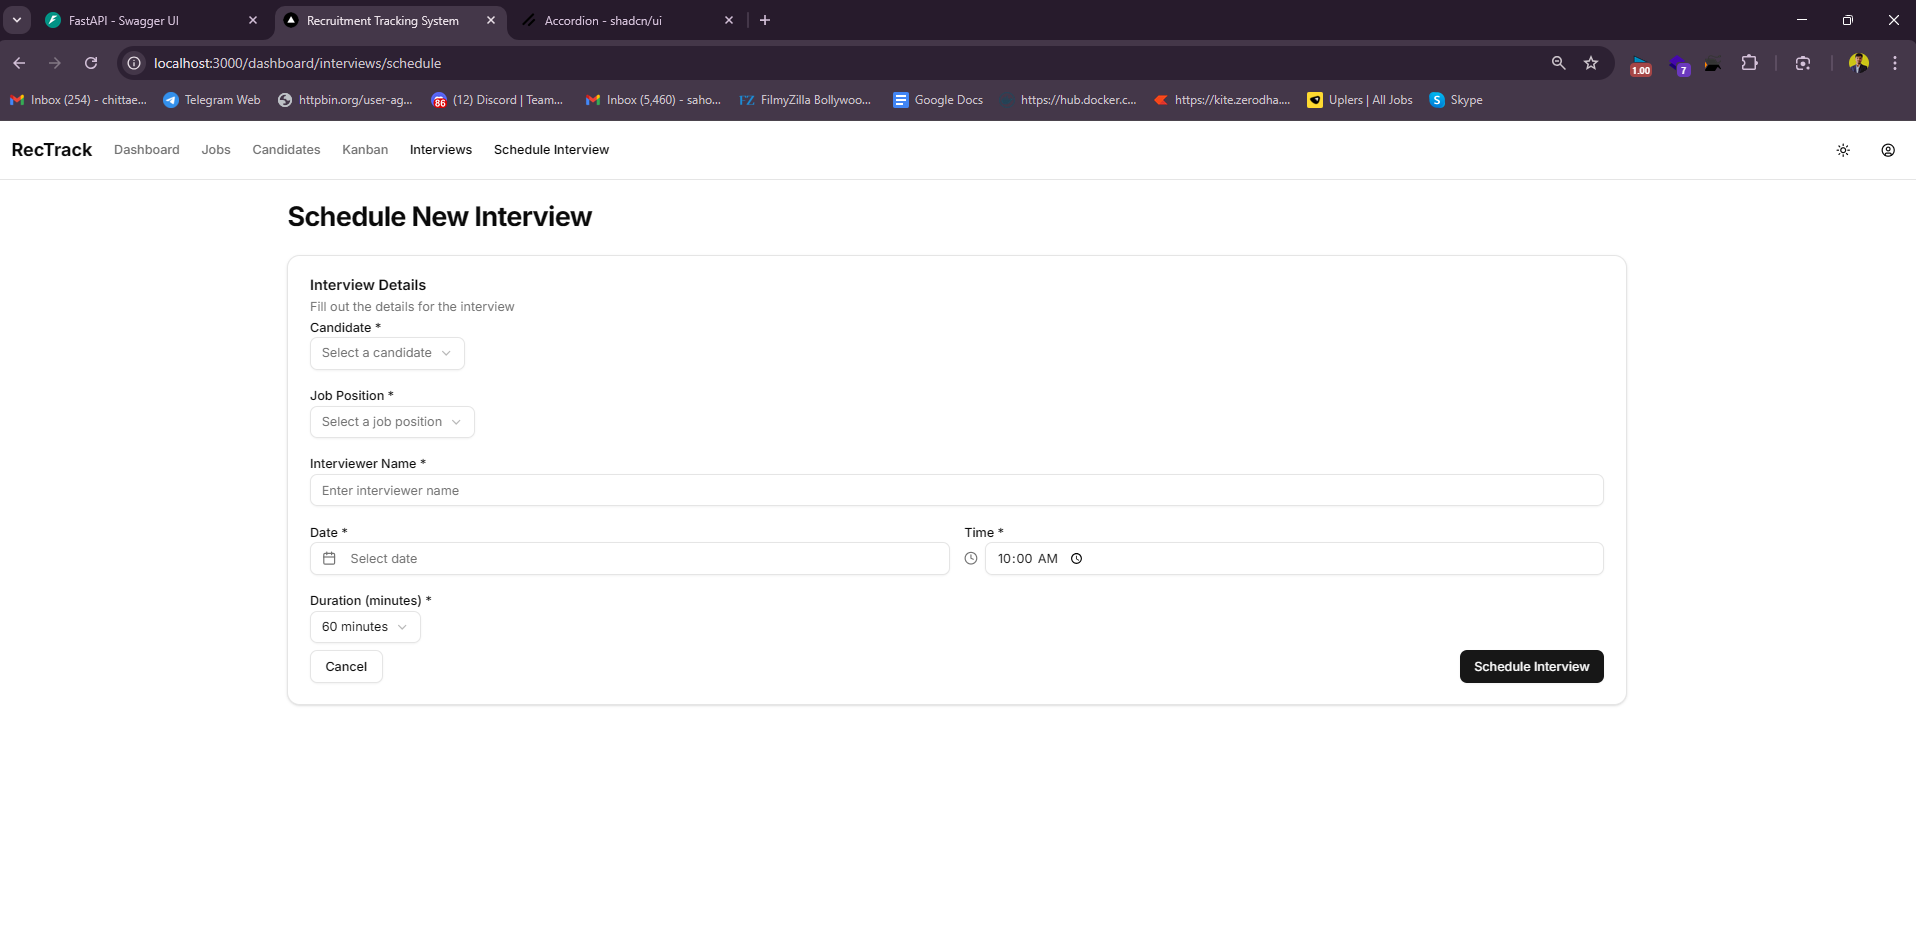 FastAPI - Swagger UI
Recruitment Tracking System
Accordion - shadcn/ui
localhost:3000/dashboard/interviews/schedule
1.00
7
Inbox (254) - chittae...
Telegram Web
httpbin.org/user-ag...
86
(12) Discord | Team...
Inbox (5,460) - saho...
FZ
FilmyZilla Bollywoo...
Google Docs
https://hub.docker.c...
https://kite.zerodha....
Uplers | All Jobs
S
Skype
RecTrack
Dashboard
Jobs
Candidates
Kanban
Interviews
Schedule Interview
Schedule New Interview
Interview Details
Fill out the details for the interview
Candidate *
Select a candidate
Job Position *
Select a job position
Interviewer Name *
Enter interviewer name
Date *
Time *
Select date
10:00 AM
Duration (minutes) *
60 minutes
Cancel
Schedule Interview